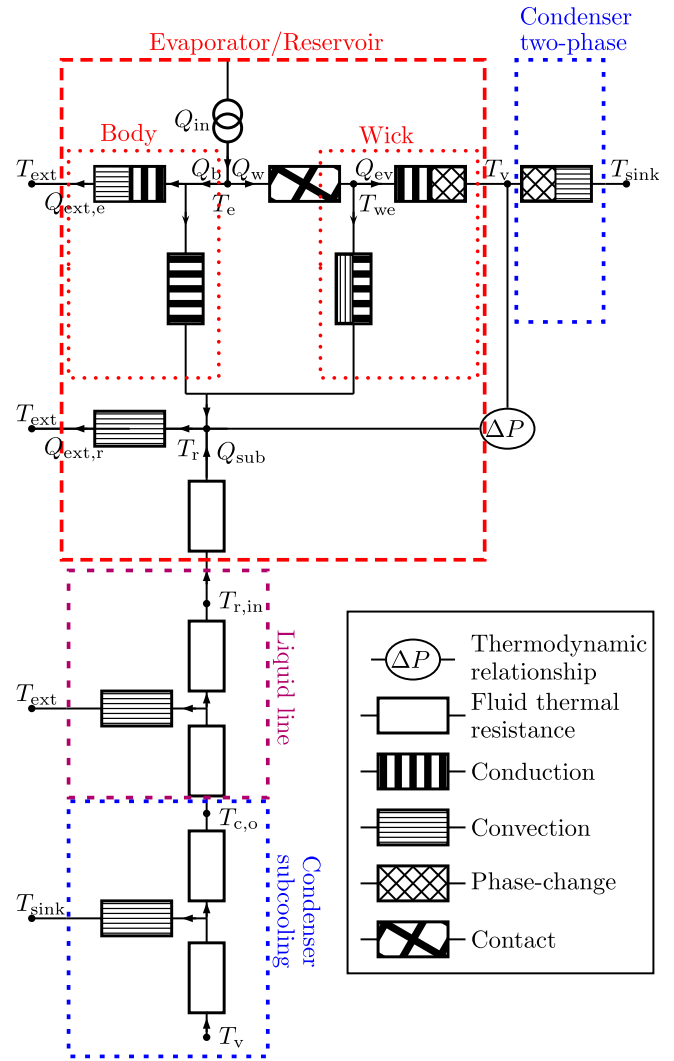 Condenser
two-phase
Evaporator/Reservoir
Q_in
Body
Wick
T_ext
Q_b
Q_w
Q_ev
T_v
T_sink
Q_ext,e
T_e
T_we
T_ext
ΔP
Q_ext,r
T_r
Q_sub
T_r,in
Liquid line
T_ext
T_c,o
Condenser
subcooling
T_sink
T_v
ΔP
Thermodynamic
relationship
Fluid thermal
resistance
Conduction
Convection
Phase-change
Contact